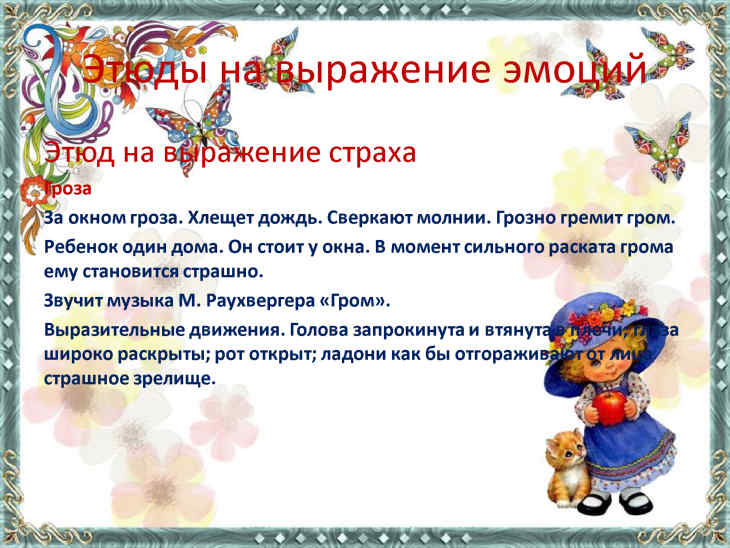 Этюды на выражение эмоций
Этюд на выражение страха
Гроза
За окном гроза. Хлещет дождь. Сверкают молнии. Грозно гремит гром.
Ребенок один дома. Он стоит у окна. В момент сильного раската грома
ему становится страшно.
Звучит музыка М. Раухвергера «Гром».
Выразительные движения. Голова запрокинута и втянута в плечи; глаза
широко раскрыты; рот открыт; ладони как бы отгораживают от лица
страшное зрелище.